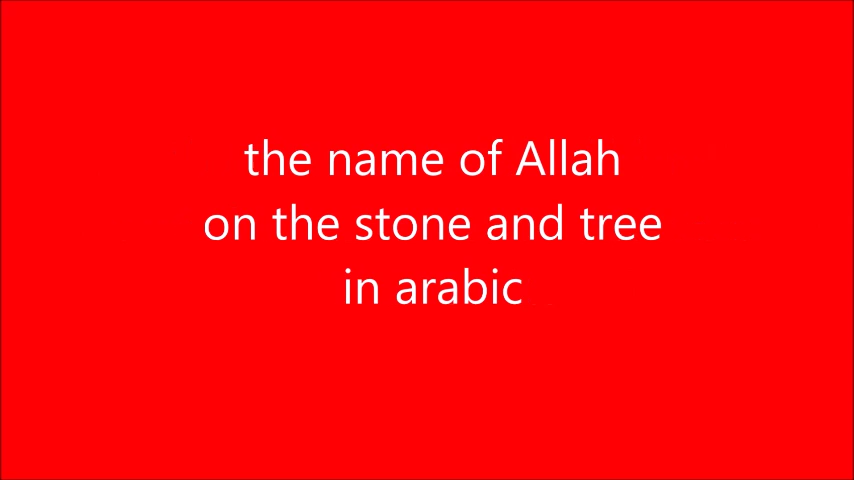 the name of Allah
on the stone and tree
in arabic